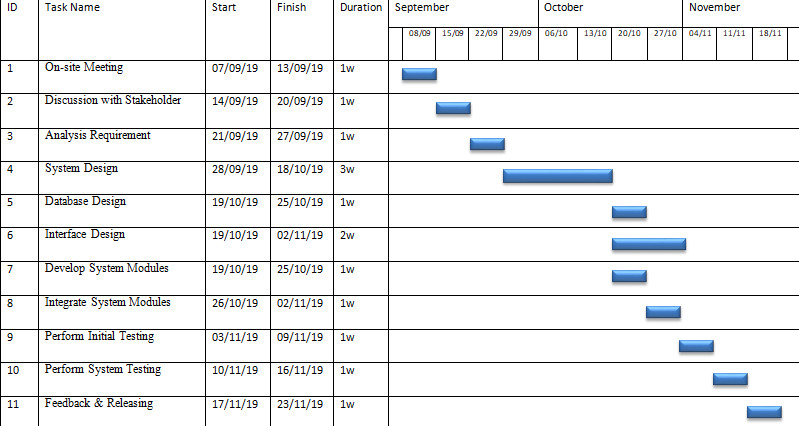 ID Task Name Start Finish Duration September October November
08/09 15/09 22/09 29/09 06/10 13/10 20/10 27/10 04/11 11/11 18/11
1 On-site Meeting 07/09/19 13/09/19 1w
2 Discussion with Stakeholder 14/09/19 20/09/19 1w
3 Analysis Requirement 21/09/19 27/09/19 1w
4 System Design 28/09/19 18/10/19 3w
5 Database Design 19/10/19 25/10/19 1w
6 Interface Design 19/10/19 02/11/19 2w
7 Develop System Modules 19/10/19 25/10/19 1w
8 Integrate System Modules 26/10/19 02/11/19 1w
9 Perform Initial Testing 03/11/19 09/11/19 1w
10 Perform System Testing 10/11/19 16/11/19 1w
11 Feedback & Releasing 17/11/19 23/11/19 1w